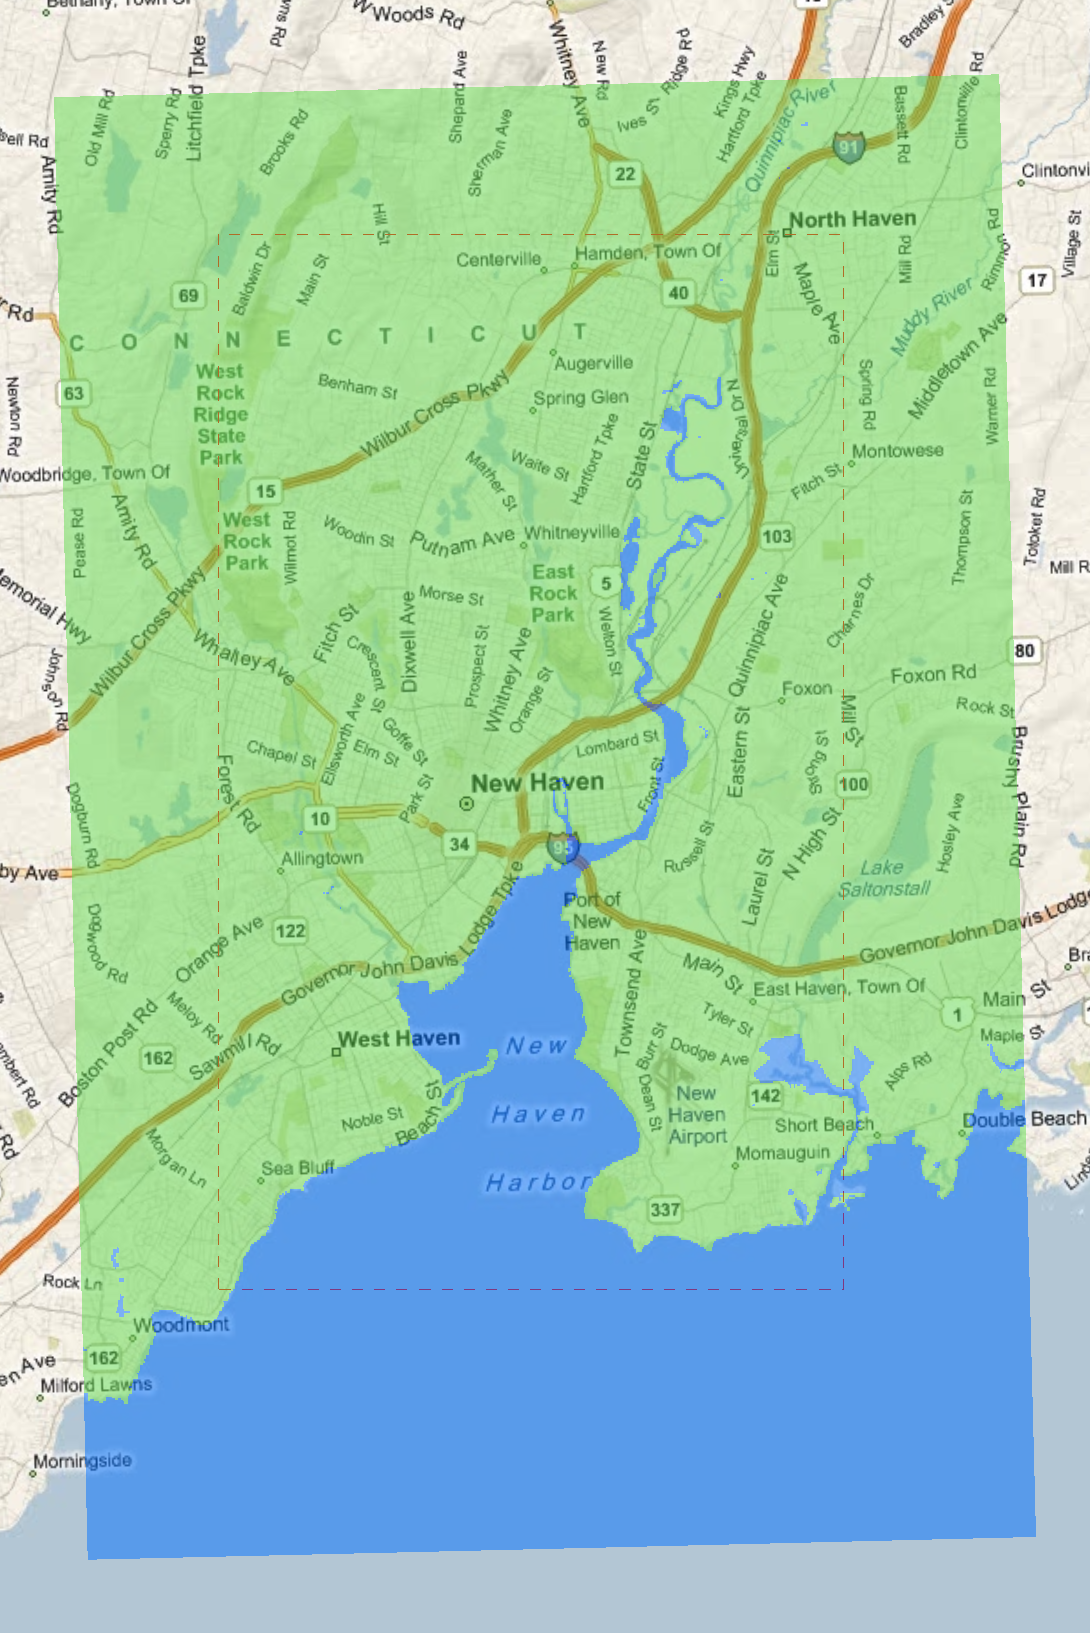 Bethany, Town Of
W Woods Rd
Whitney Ave
New Rd
Ridge Rd
Kings Hwy
Bradley S
Litchfield Tpke
Shepard Ave
Old Mill Rd
Sperry Rd
Brooks Rd
Sherman Ave
Ives St
Hartford Tpke
Quinnipiac River
Bassett Rd
Clintonville Rd
91
sell Rd
Amity Rd
22
Clintonvi
Hill St
North Haven
Elm St
Mill Rd
Rimmon Rd
Village St
Centerville
Hamden, Town Of
Baldwin Dr
Main St
69
40
17
Maple Ave
Muddy River
Middletown Ave
r Rd
CONNECTICUT
West
Rock
Ridge
State
Park
Augerville
Benham St
Wilbur Cross Pkwy
Spring Glen
63
Newton Rd
Spring Rd
Warner Rd
Hartford Tpke
State St
Universal Dr N
Woodbridge, Town Of
Mather St
Waite St
Montowese
Fitch St
15
Amity Rd
Pease Rd
West
Rock
Park
Wilmot Rd
Woodin St
Putnam Ave
Whitneyville
103
Thompson St
Totoket Rd
Mill R
East
Rock
Park
5
Memorial Hwy
Wilbur Cross Pkwy
Morse St
Dixwell Ave
Fitch St
Crescent St
Prospect St
Whitney Ave
Orange St
Welton St
Quinnipiac Ave
Charnes Dr
80
Johnson Rd
Whalley Ave
Foxon
Foxon Rd
Rock St
Ellsworth Ave
Goffe St
Elm St
Chapel St
Lombard St
Eastern St
Mill St
Strong St
Forest Rd
Park St
New Haven
Front St
100
Brushy Plain Rd
Dogburn Rd
10
34
95
Russell St
N High St
Hosley Ave
by Ave
Allingtown
Lake
Saltonstall
Laurel St
Lodge Tpke
Port of
New
Haven
Dogwood Rd
122
Orange Ave
Governor John Davis
Townsend Ave
Main St
Governor John Davis Lodge
Bra
East Haven, Town Of
Main St
Boston Post Rd
Meloy Rd
Tyler St
1
Maple St
West Haven
162
Sawmill Rd
Burr St
Dodge Ave
Dean St
New
Haven
Airport
142
Alps Rd
ambert Rd
New
Haven
Harbor
Noble St
Beach St
Short Beach
Double Beach
Rd
Morgan Ln
Sea Bluff
Momauguin
337
Rock Ln
Woodmont
162
en Ave
Milford Lawns
Morningside